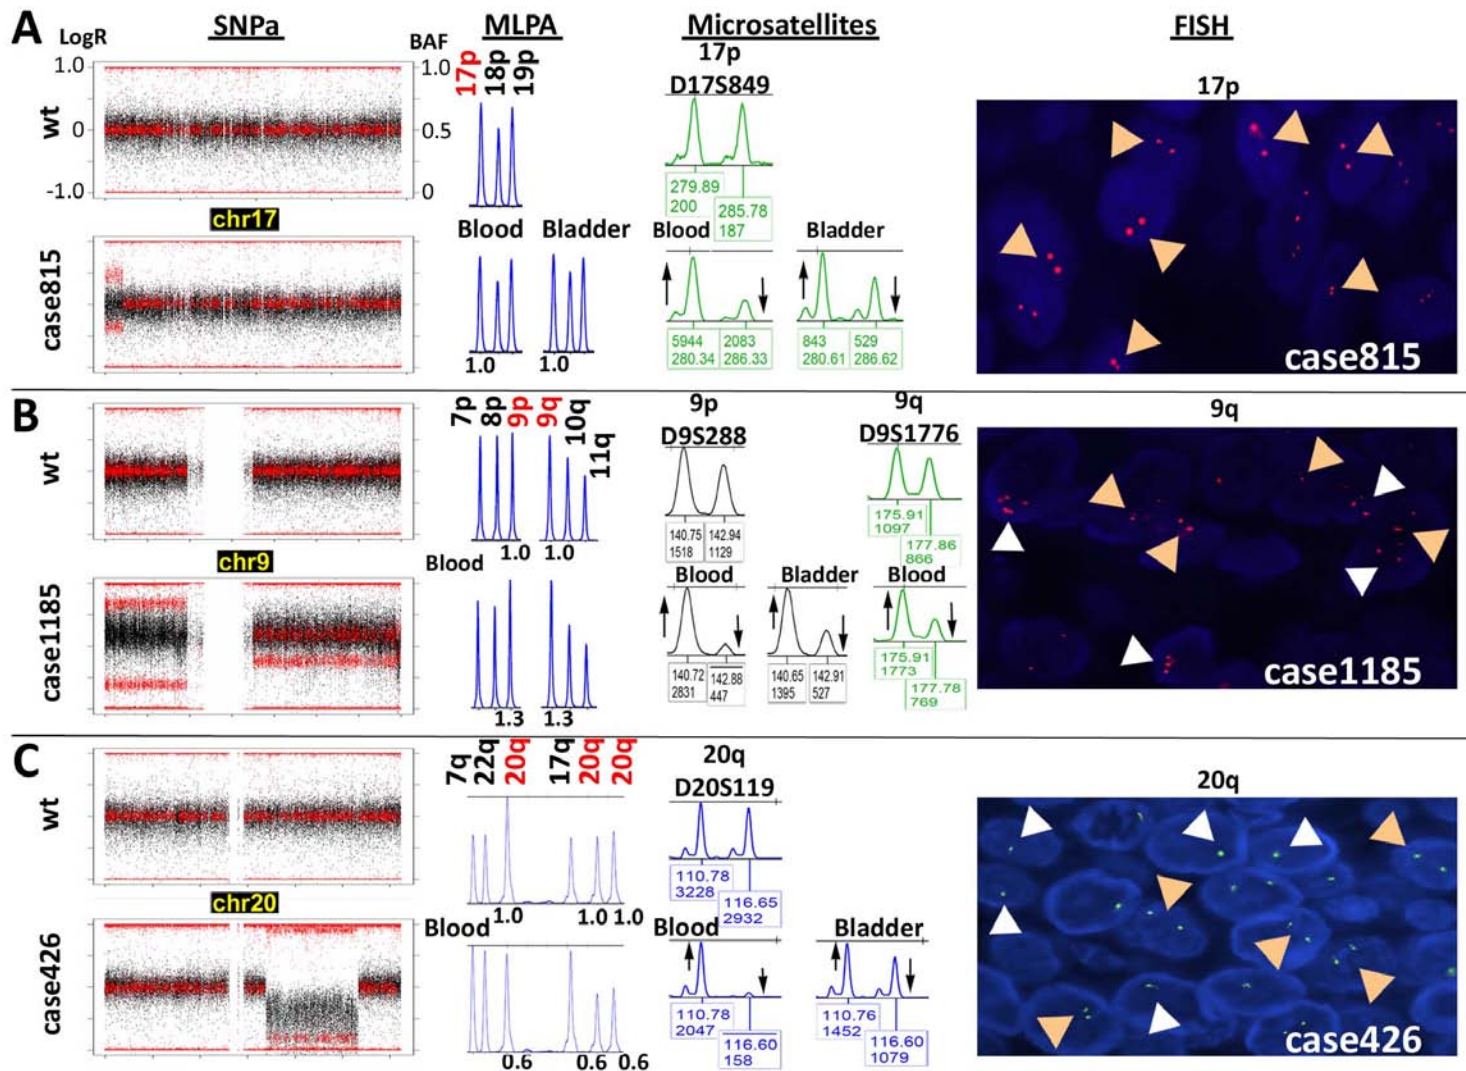 A
SNPa
MLPA
Microsatellites
FISH
LogR
BAF
17p
18p
19p
17p
D17S849
17p
1.0
0
-1.0
1.0
0.5
0
wt
279.89
200
285.78
187
chr17
case815
Blood
Bladder
1.0
1.0
Blood
Bladder
5944
280.34
2083
286.33
843
280.61
529
286.62
case815
B
wt
7p
8p
9p
9q
10q
11q
1.0
1.0
9p
D9S288
9q
D9S1776
9q
140.75
1518
142.94
1129
175.91
1097
177.86
866
chr9
case1185
Blood
1.3
1.3
Blood
Bladder
Blood
140.72
2831
142.88
447
140.65
1395
142.91
527
175.91
1773
177.78
769
case1185
C
wt
7q
22q
20q
17q
20q
20q
1.0
1.0
1.0
20q
D20S119
20q
110.78
3228
116.65
2932
chr20
case426
Blood
0.6
0.6
0.6
Blood
Bladder
110.78
2047
116.60
158
110.76
1452
116.60
1079
case426